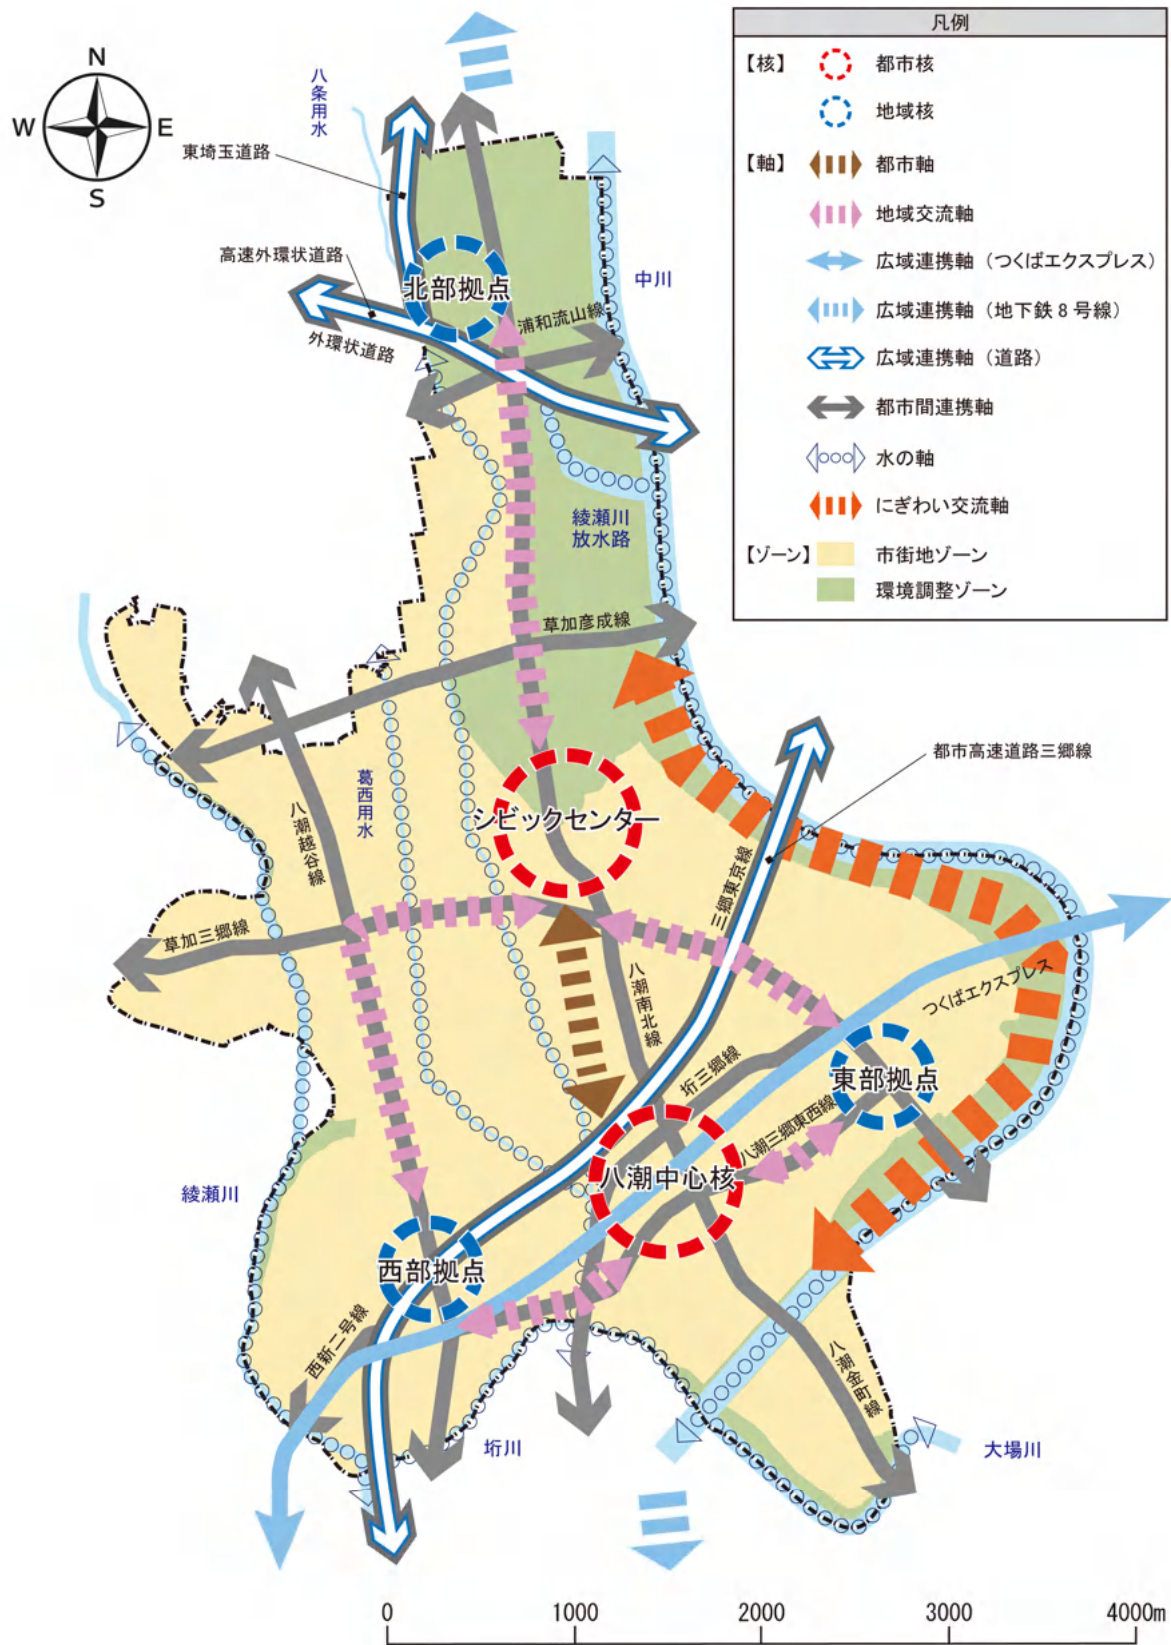 凡例
【核】
都市核
地域核
【軸】
都市軸
地域交流軸
広域連携軸（つくばエクスプレス）
広域連携軸（地下鉄8号線）
広域連携軸（道路）
都市間連携軸
水の軸
にぎわい交流軸
【ゾーン】
市街地ゾーン
環境調整ゾーン
N
W
E
S
八条用水
東埼玉道路
高速外環状道路
北部拠点
中川
浦和流山線
外環状道路
綾瀬川
放水路
草加彦成線
都市高速道路三郷線
葛西用水
八潮越谷線
シビックセンター
三郷東京線
草加三郷線
八潮南北線
つくばエクスプレス
垳三郷線
東部拠点
八潮三郷東西線
八潮中心核
綾瀬川
西部拠点
西新二号線
八潮金町線
垳川
大場川
0
1000
2000
3000
4000m